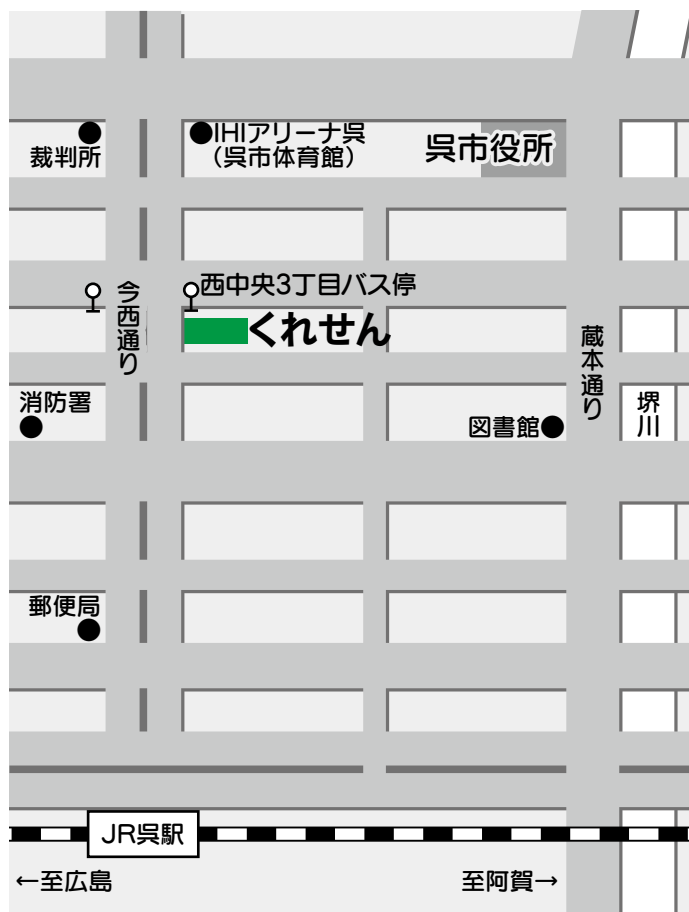 裁判所
IHIアリーナ呉
(呉市体育館)
呉市役所
西中央3丁目バス停
今西通り
くれせん
蔵本通り
消防署
図書館
堺川
郵便局
JR呉駅
←至広島
至阿賀→